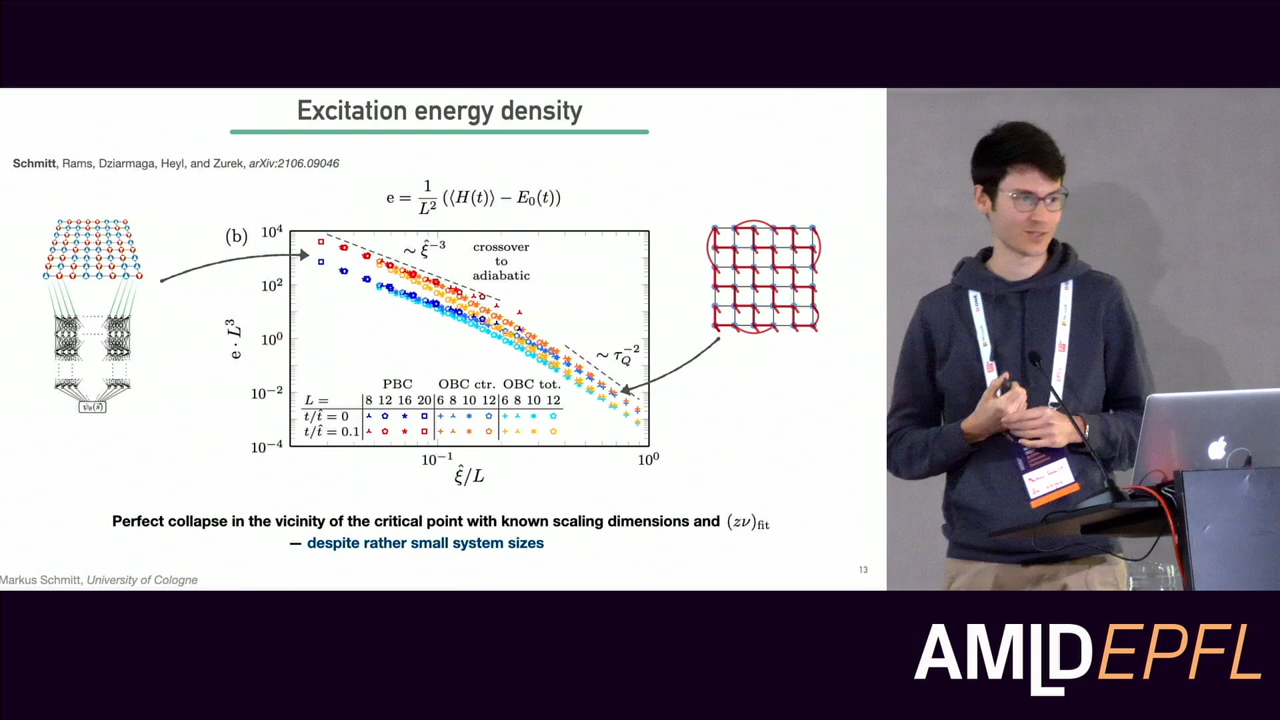 Excitation energy density
Schmitt, Rams, Dziarmaga, Heyl, and Zurek, arXiv:2106.09046
e = 1/L² (⟨H(t)⟩ − E₀(t))
(b)
10⁴
10²
10⁰
10⁻²
10⁻⁴
e · L³
∼ ξ̂⁻³
crossover
to
adiabatic
∼ τ_Q⁻²
PBC OBC ctr. OBC tot.
L = 8 12 16 20 6 8 10 12 6 8 10 12
t/t̂ = 0
t/t̂ = 0.1
10⁻¹ 10⁰
ξ̂/L
Perfect collapse in the vicinity of the critical point with known scaling dimensions and (zν)fit
— despite rather small system sizes
Markus Schmitt, University of Cologne
13
AMLDEPFL